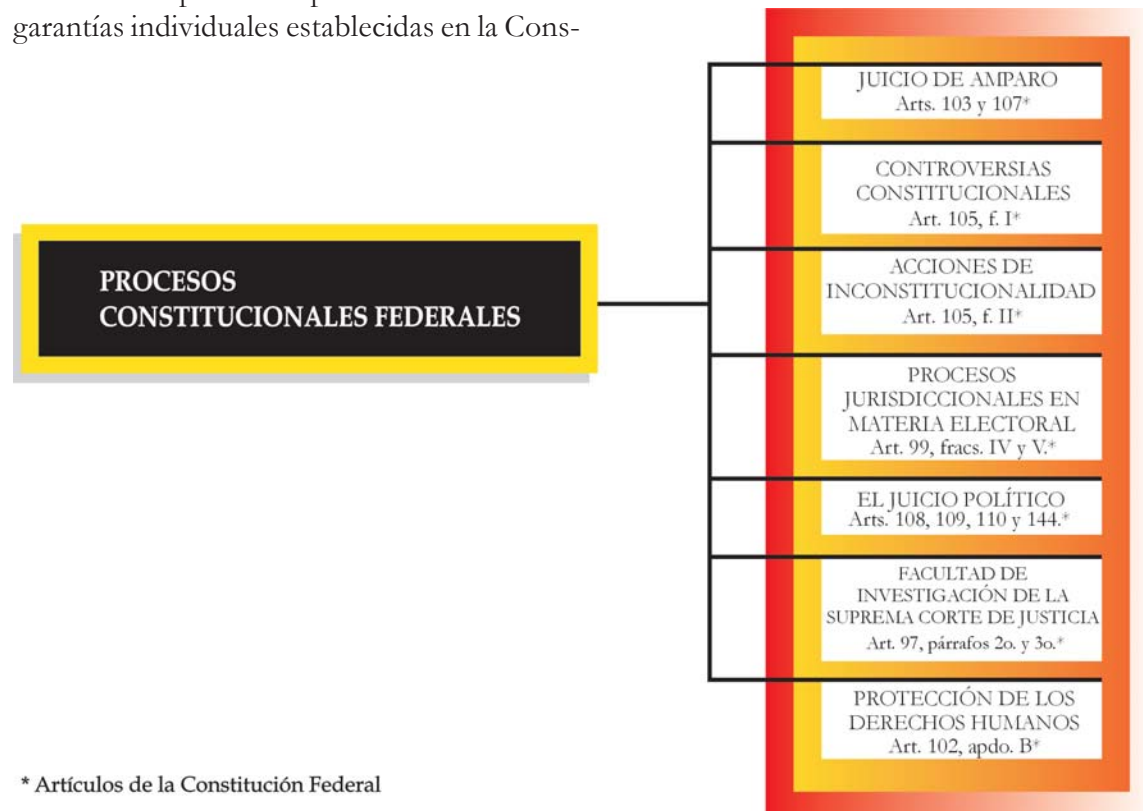 garantías individuales establecidas en la Cons-
PROCESOS
CONSTITUCIONALES FEDERALES
JUICIO DE AMPARO
Arts. 103 y 107*
CONTROVERSIAS
CONSTITUCIONALES
Art. 105, f. I*
ACCIONES DE
INCONSTITUCIONALIDAD
Art. 105, f. II*
PROCESOS
JURISDICCIONALES EN
MATERIA ELECTORAL
Art. 99, fracs. IV y V.*
EL JUICIO POLÍTICO
Arts. 108, 109, 110 y 144.*
FACULTAD DE
INVESTIGACIÓN DE LA
SUPREMA CORTE DE JUSTICIA
Art. 97, párrafos 2o. y 3o.*
PROTECCIÓN DE LOS
DERECHOS HUMANOS
Art. 102, apdo. B*
* Artículos de la Constitución Federal